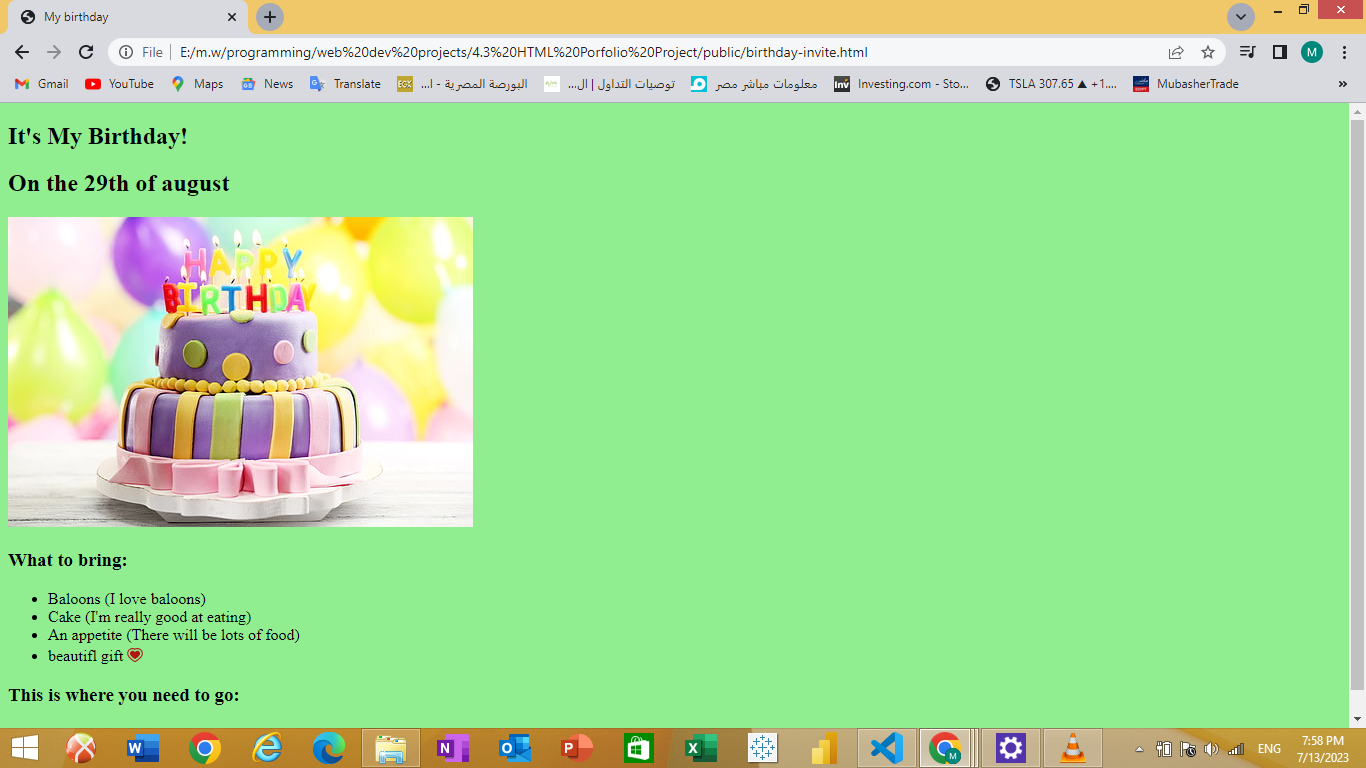 My birthday
File
E:/m.w/programming/web%20dev%20projects/4.3%20HTML%20Porfolio%20Project/public/birthday-invite.html
M
Gmail
YouTube
Maps
News
Translate
EGX
البورصة المصرية - ا...
توصيات التداول | ال...
معلومات مباشر مصر
Inv
Investing.com - Sto...
TSLA 307.65 ▲ +1....
MubasherTrade
»
It's My Birthday!
On the 29th of august
HAPPY
BIRTHDAY
What to bring:
• Baloons (I love baloons)
• Cake (I'm really good at eating)
• An appetite (There will be lots of food)
• beautifl gift 💗
This is where you need to go:
ENG
7:58 PM
7/13/2023